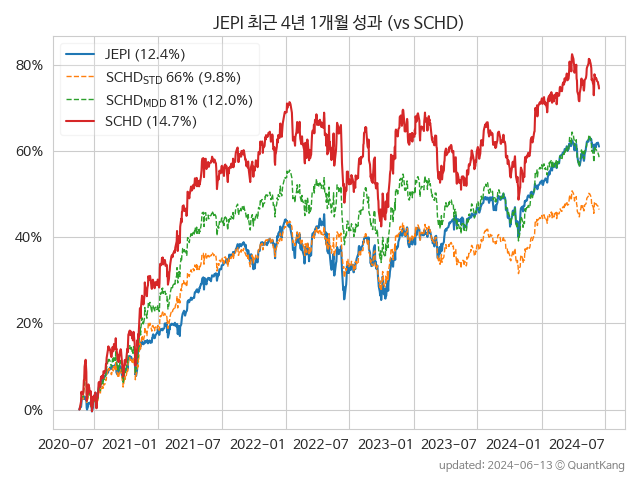 JEPI 최근 4년 1개월 성과 (vs SCHD)
JEPI (12.4%)
SCHD_STD 66% (9.8%)
SCHD_MDD 81% (12.0%)
SCHD (14.7%)
80%
60%
40%
20%
0%
2020-07 2021-01 2021-07 2022-01 2022-07 2023-01 2023-07 2024-01 2024-07
updated: 2024-06-13 © QuantKang